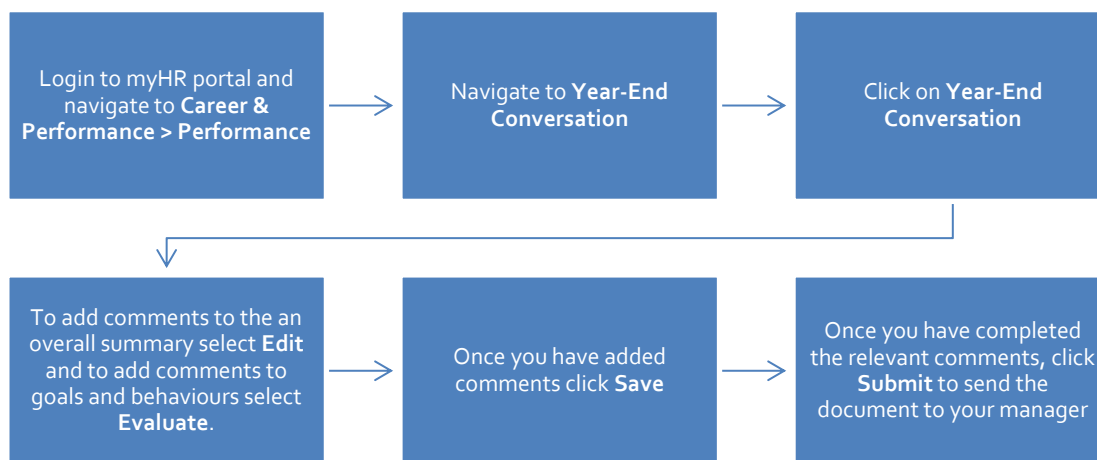 Login to myHR portal and
navigate to Career &
Performance > Performance
Navigate to Year-End
Conversation
Click on Year-End
Conversation
To add comments to the an
overall summary select Edit
and to add comments to
goals and behaviours select
Evaluate.
Once you have added
comments click Save
Once you have completed
the relevant comments, click
Submit to send the
document to your manager